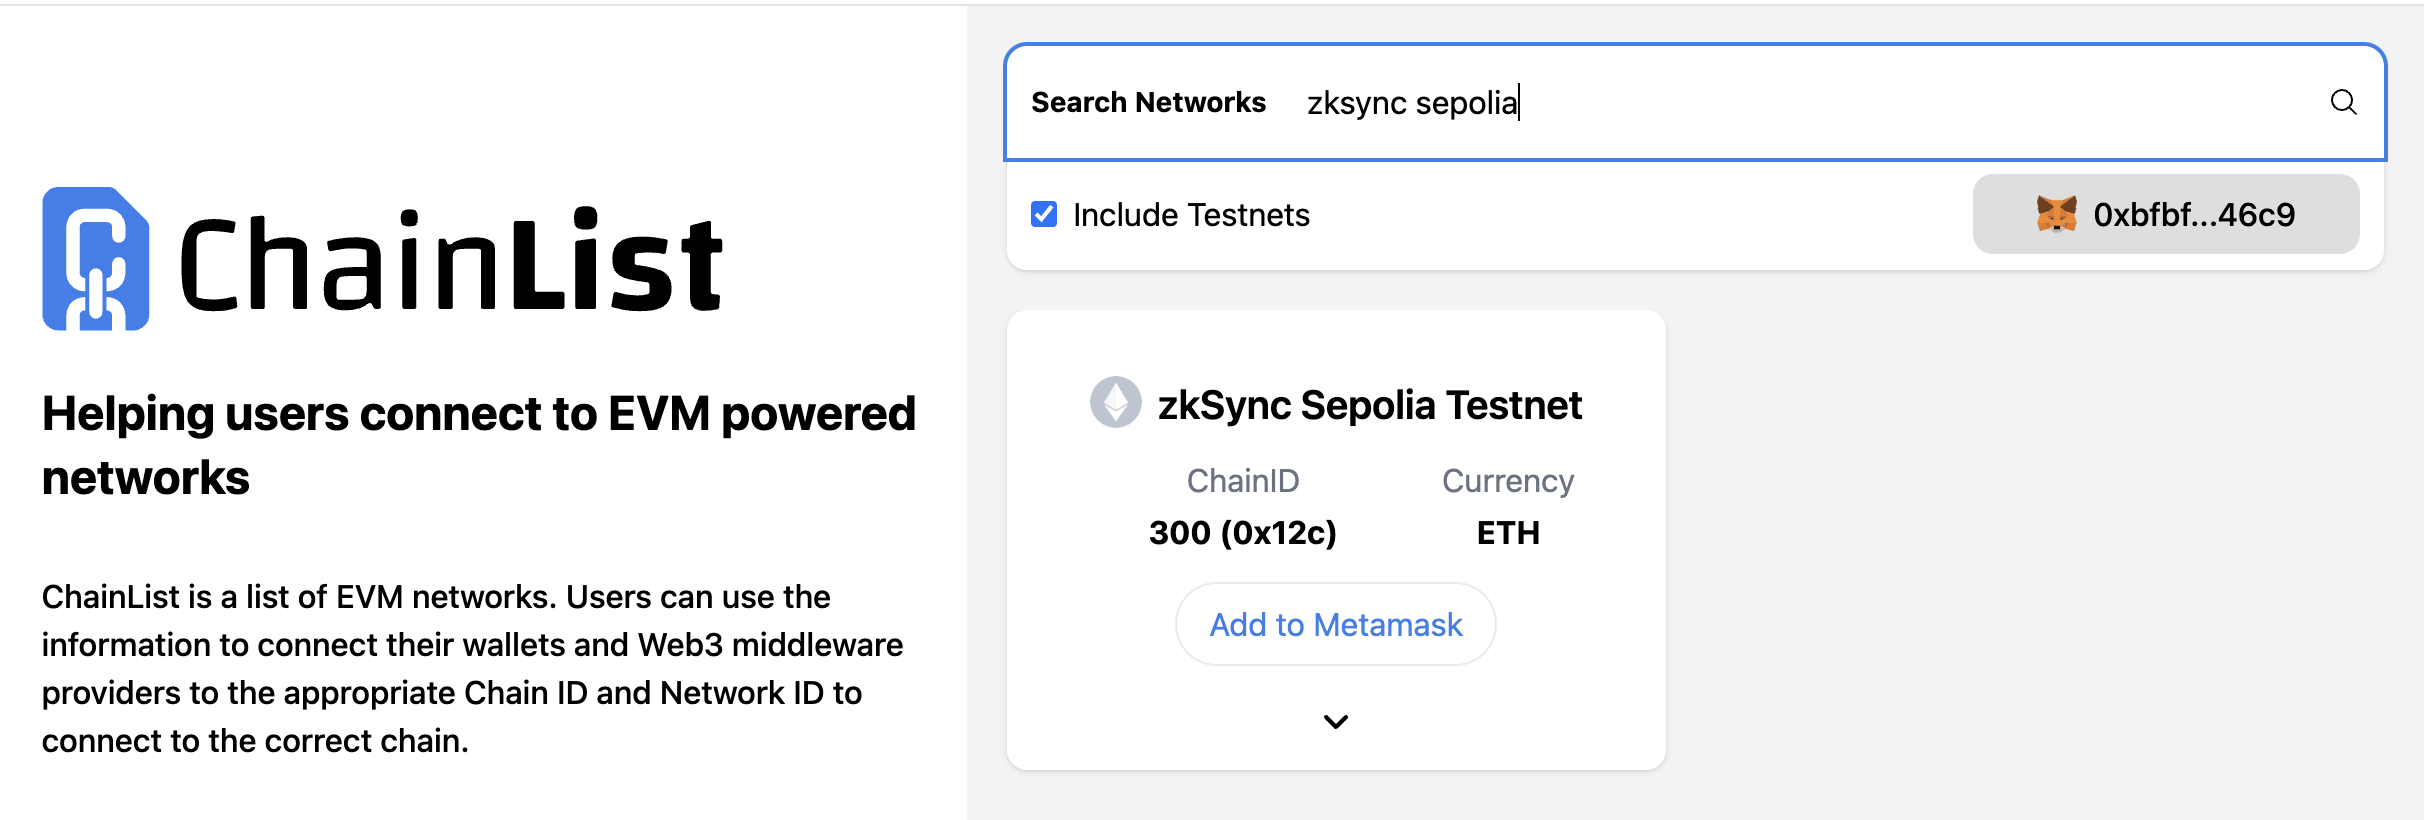 ChainList
Helping users connect to EVM powered
networks
ChainList is a list of EVM networks. Users can use the
information to connect their wallets and Web3 middleware
providers to the appropriate Chain ID and Network ID to
connect to the correct chain.
Search Networks zksync sepolia
Include Testnets 0xbfbf...46c9
zkSync Sepolia Testnet
ChainID Currency
300 (0x12c) ETH
Add to Metamask